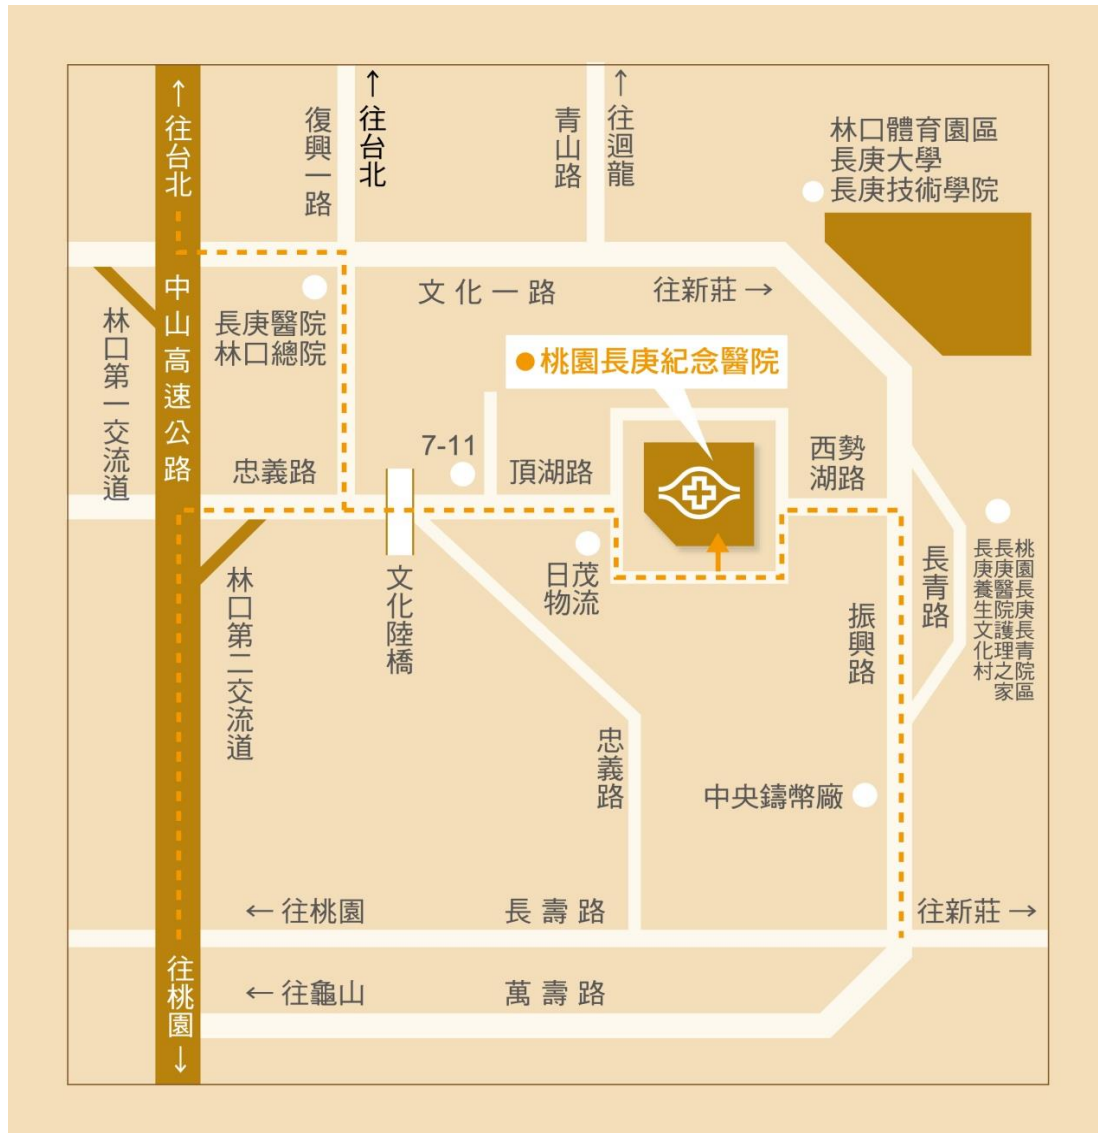 ↑往台北
復興一路
↑往台北
青山路
↑往迴龍
林口體育園區
長庚大學
長庚技術學院
中山高速公路
文化一路
往新莊→
長庚醫院
林口總院
林口第一交流道
桃園長庚紀念醫院
7-11
忠義路
頂湖路
西勢
湖路
日茂
物流
林口第二交流道
文化陸橋
長青路
振興路
桃園長庚長青院區
長庚醫院護理之家
長庚養生文化村
忠義路
中央鑄幣廠
←往桃園
長壽路
往新莊→
往桃園↓
←往龜山
萬壽路